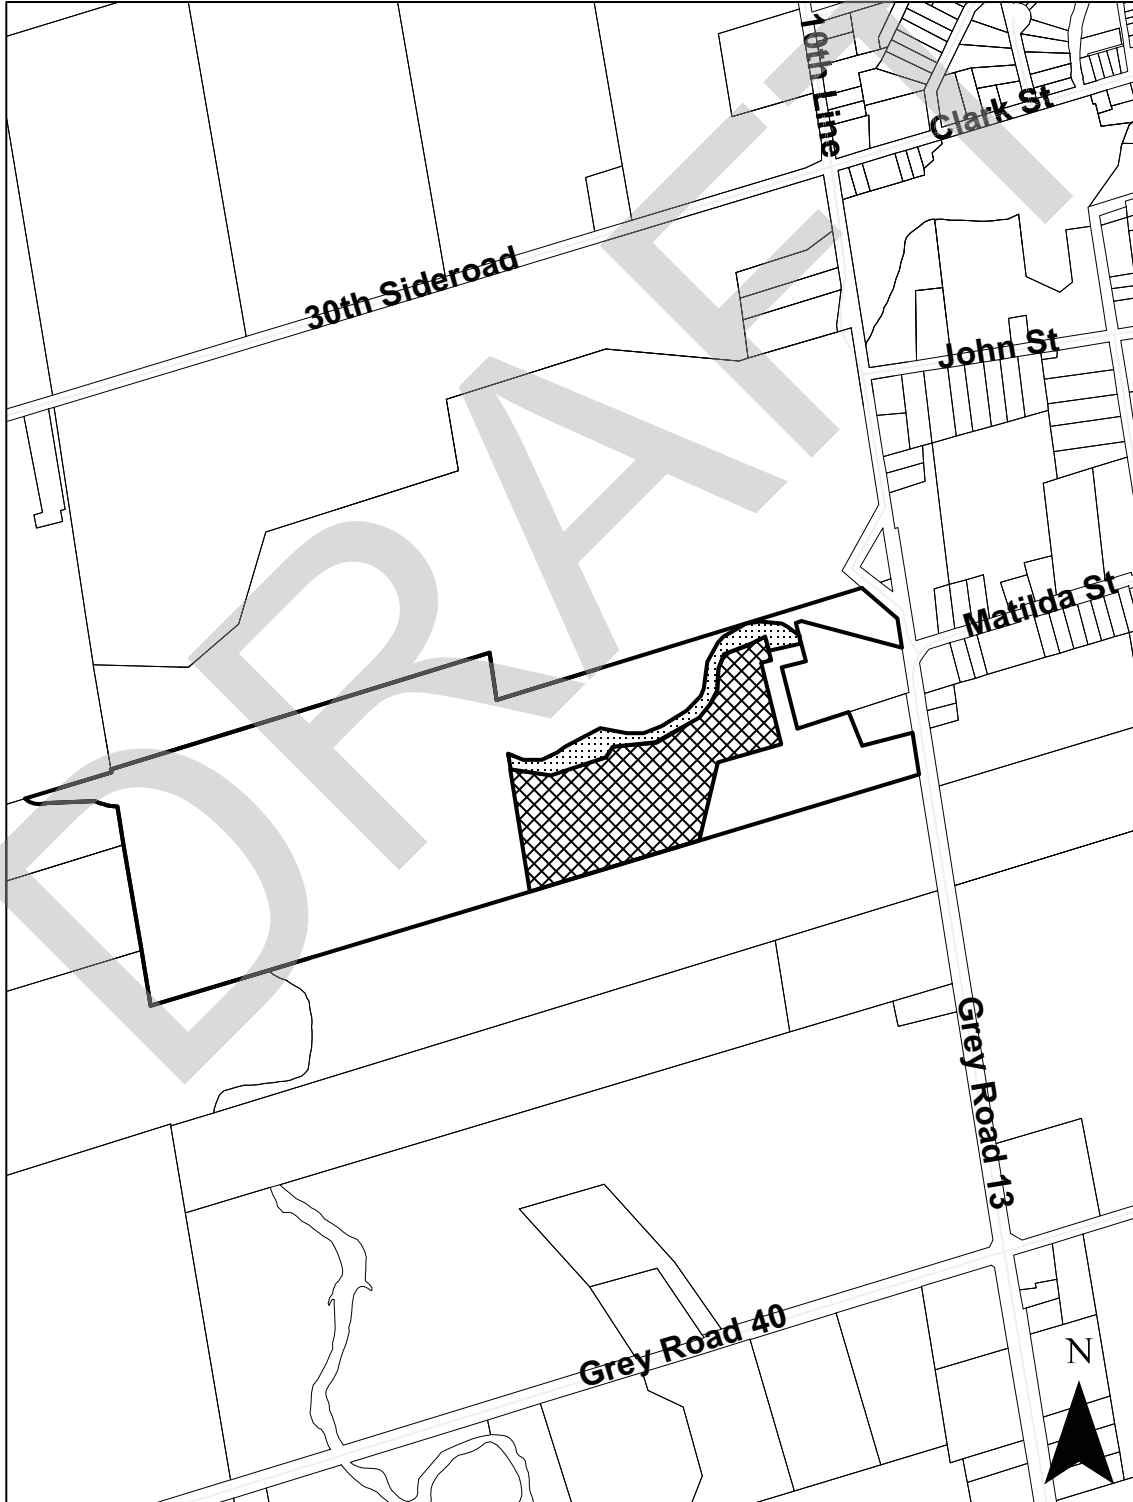 10th Line
Clark St
30th Sideroad
John St
Matilda St
DRAFT
Grey Road 13
Grey Road 40
N